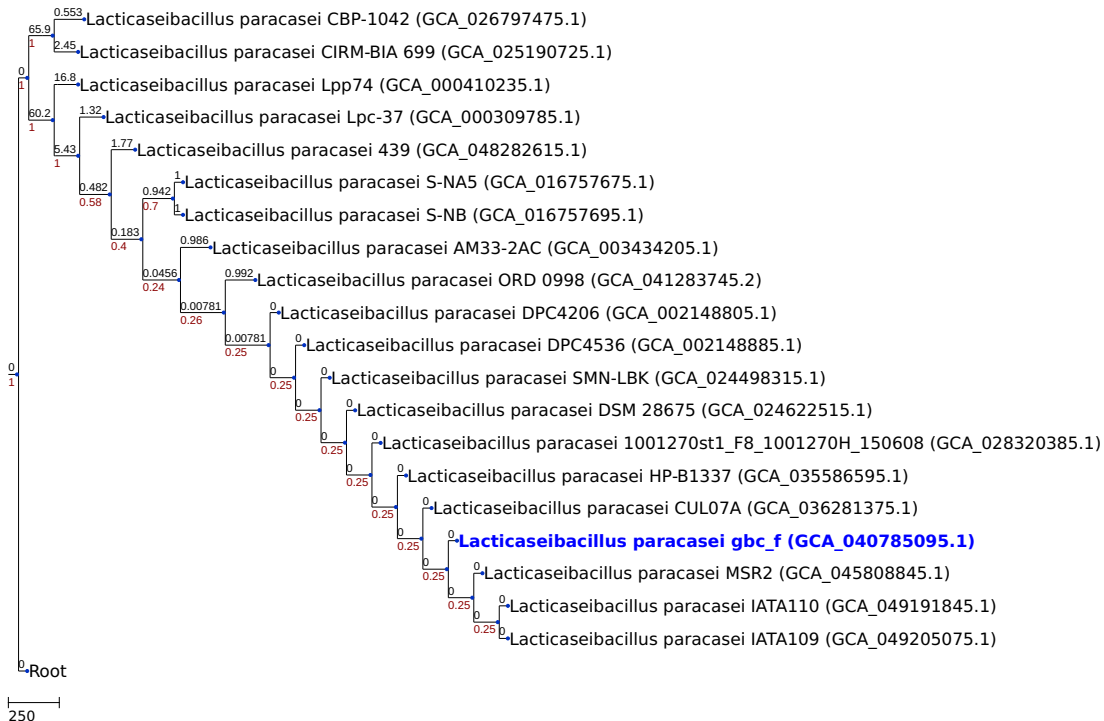 0.553
Lacticaseibacillus paracasei CBP-1042 (GCA_026797475.1)
65.9
1
2.45
Lacticaseibacillus paracasei CIRM-BIA 699 (GCA_025190725.1)
0
1
16.8
Lacticaseibacillus paracasei Lpp74 (GCA_000410235.1)
60.2
1
1.32
Lacticaseibacillus paracasei Lpc-37 (GCA_000309785.1)
5.43
1
1.77
Lacticaseibacillus paracasei 439 (GCA_048282615.1)
0.482
0.58
1
Lacticaseibacillus paracasei S-NA5 (GCA_016757675.1)
0.942
0.7
1
Lacticaseibacillus paracasei S-NB (GCA_016757695.1)
0.183
0.4
0.986
Lacticaseibacillus paracasei AM33-2AC (GCA_003434205.1)
0.0456
0.24
0.992
Lacticaseibacillus paracasei ORD 0998 (GCA_041283745.2)
0.00781
0.26
0
Lacticaseibacillus paracasei DPC4206 (GCA_002148805.1)
0.00781
0.25
0
Lacticaseibacillus paracasei DPC4536 (GCA_002148885.1)
0
0.25
0
Lacticaseibacillus paracasei SMN-LBK (GCA_024498315.1)
0
1
0
0.25
0
Lacticaseibacillus paracasei DSM 28675 (GCA_024622515.1)
0
0.25
0
Lacticaseibacillus paracasei 1001270st1_F8_1001270H_150608 (GCA_028320385.1)
0
0.25
0
Lacticaseibacillus paracasei HP-B1337 (GCA_035586595.1)
0
0.25
0
Lacticaseibacillus paracasei CUL07A (GCA_036281375.1)
0
0.25
0
Lacticaseibacillus paracasei gbc_f (GCA_040785095.1)
0
0.25
0
Lacticaseibacillus paracasei MSR2 (GCA_045808845.1)
0
0.25
0
Lacticaseibacillus paracasei IATA110 (GCA_049191845.1)
0
0.25
0
Lacticaseibacillus paracasei IATA109 (GCA_049205075.1)
0
Root
250